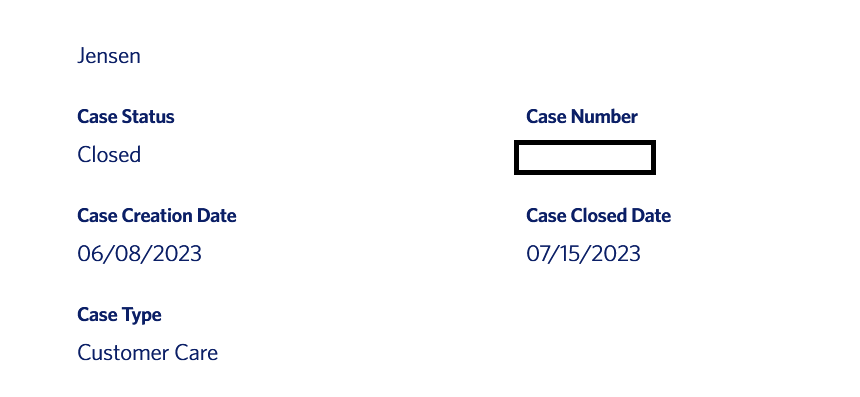 Jensen
Case Status
Case Number
Closed
Case Creation Date
Case Closed Date
06/08/2023
07/15/2023
Case Type
Customer Care